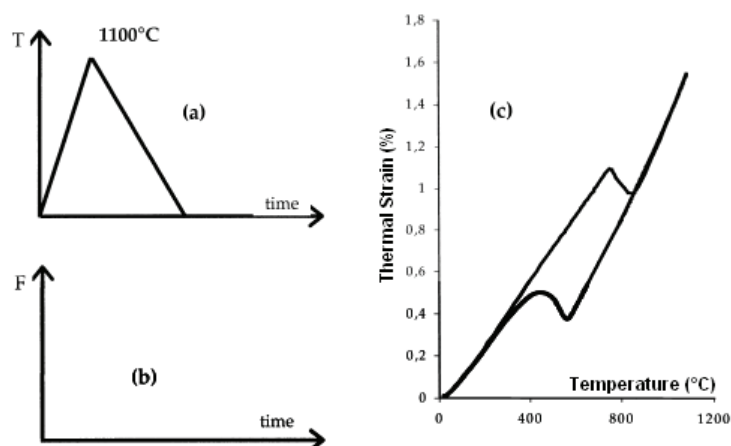 T
1100°C
(a)
time
F
(b)
time
1,8
1,6
1,4
1,2
1
0,8
0,6
0,4
0,2
0
Thermal Strain (%)
(c)
Temperature (°C)
0
400
800
1200